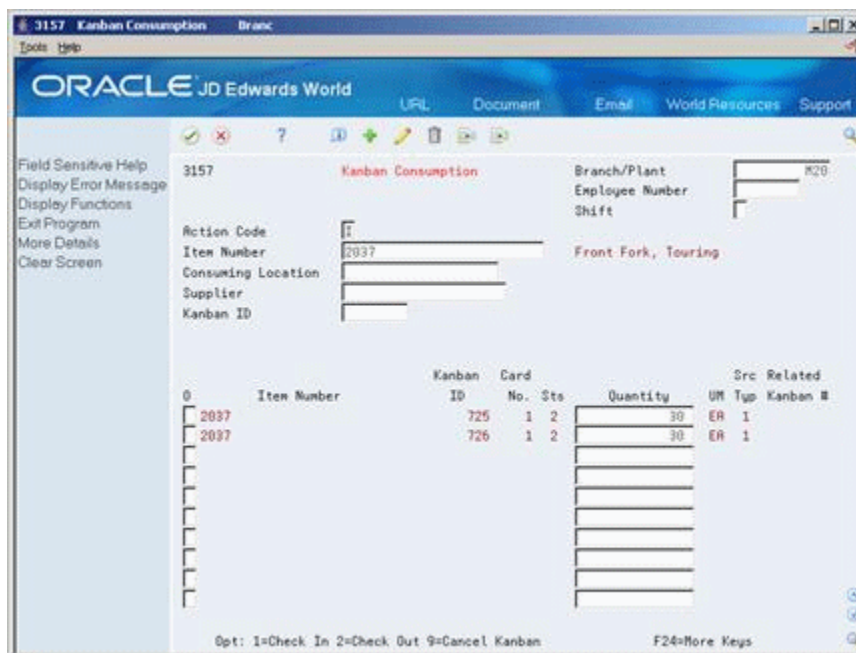 3157 Kanban Consumption Branc
Tools Help
ORACLE JD Edwards World
URL Document Email World Resources Support
Field Sensitive Help
Display Error Message
Display Functions
Exit Program
More Details
Clear Screen
3157 Kanban Consumption Branch/Plant M20
Employee Number
Shift
Action Code I
Item Number 2037 Front Fork, Touring
Consuming Location
Supplier
Kanban ID
Kanban Card Src Related
O Item Number ID No. Sts Quantity UM Typ Kanban #
2037 725 1 2 30 EA 1
2037 726 1 2 30 EA 1
Opt: 1=Check In 2=Check Out 9=Cancel Kanban F24=More Keys